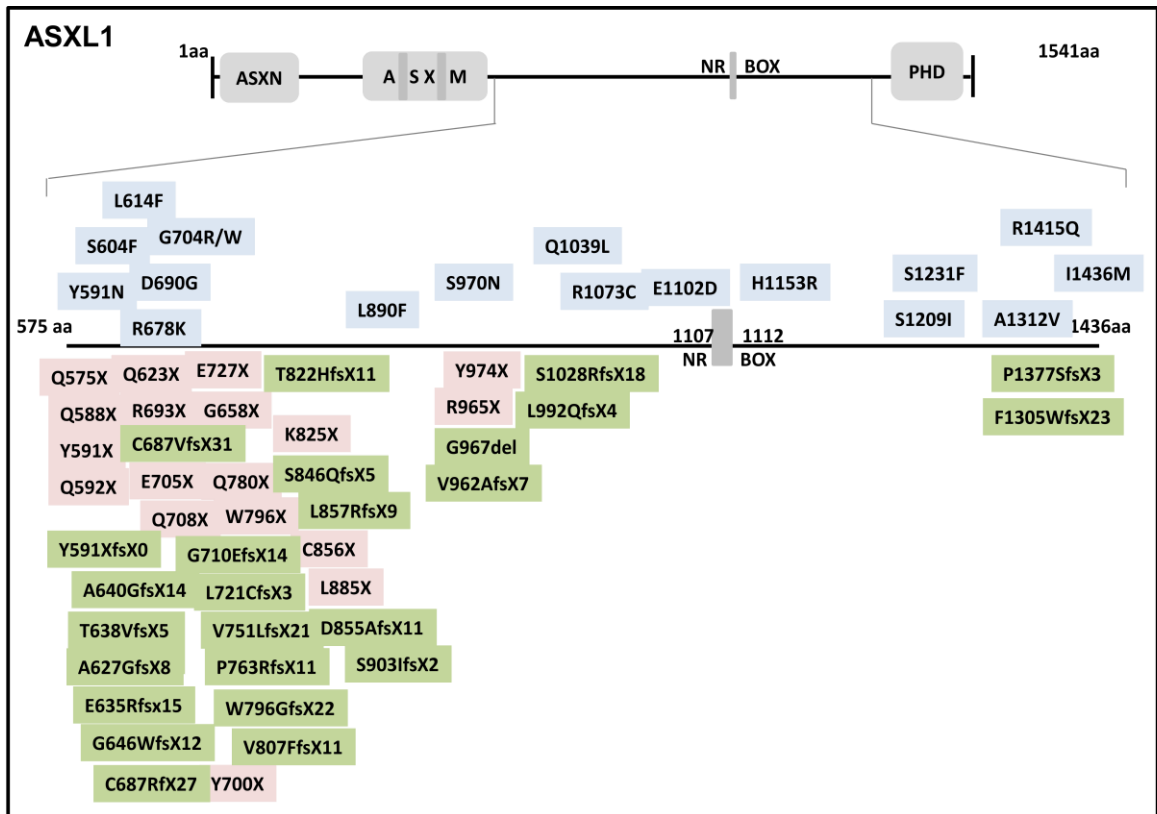 ASXL1
1aa
1541aa
ASXN
A S X M
NR BOX
PHD
L614F
G704R/W
S604F
D690G
Y591N
R678K
L890F
S970N
Q1039L
R1073C
E1102D
H1153R
R1415Q
S1231F
I1436M
S1209I
A1312V
575 aa
1436aa
1107 1112
NR BOX
Q575X
Q623X
E727X
T822HfsX11
Y974X
S1028RfsX18
P1377SfsX3
Q588X
R693X
G658X
R965X
L992QfsX4
F1305WfsX23
Y591X
C687VfsX31
K825X
G967del
Q592X
E705X
Q780X
S846QfsX5
V962AfsX7
Q708X
W796X
L857RfsX9
Y591XfsX0
G710EfsX14
C856X
A640GfsX14
L721CfsX3
L885X
T638VfsX5
V751LfsX21
D855AfsX11
A627GfsX8
P763RfsX11
S903IfsX2
E635Rfsx15
W796GfsX22
G646WfsX12
V807FfsX11
C687RfX27
Y700X